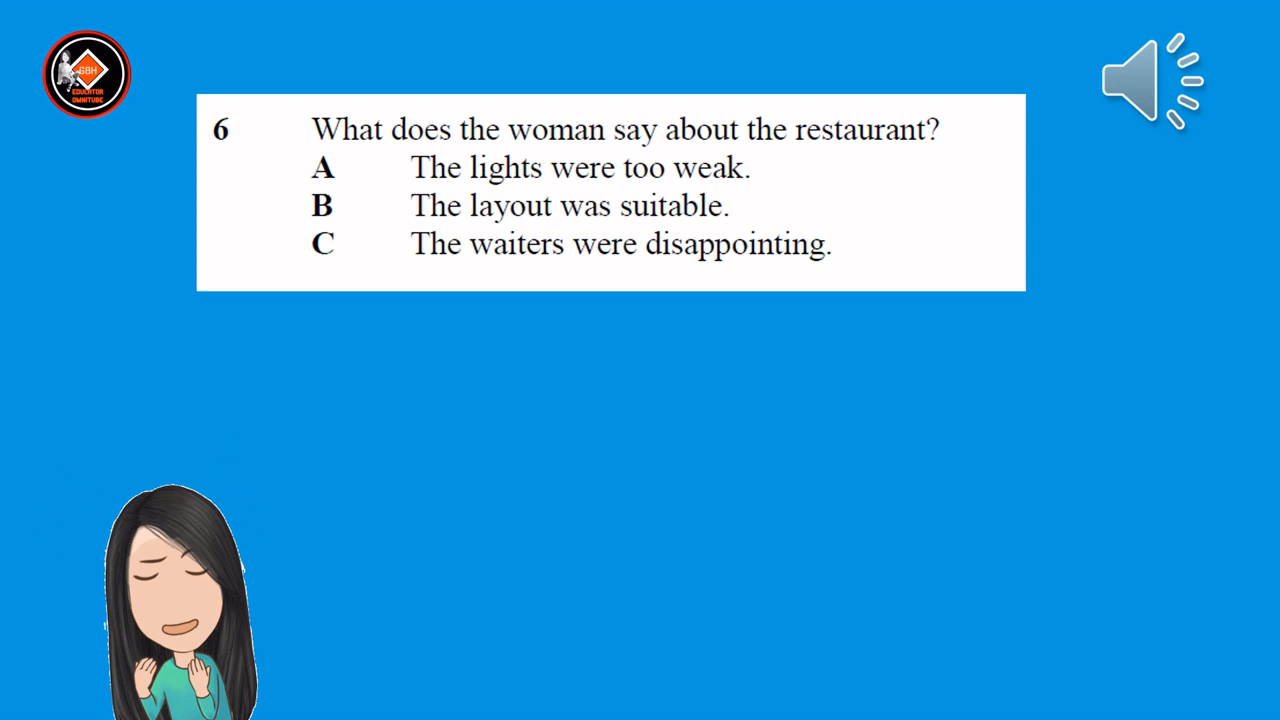 SBH
EDUCATOR
OMNITUBE
6 What does the woman say about the restaurant?
A The lights were too weak.
B The layout was suitable.
C The waiters were disappointing.